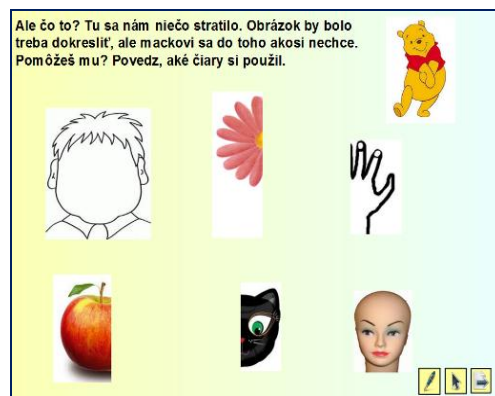 Ale čo to? Tu sa nám niečo stratilo. Obrázok by bolo
treba dokresliť, ale mackovi sa do toho akosi nechce.
Pomôžeš mu? Povedz, aké čiary si použil.